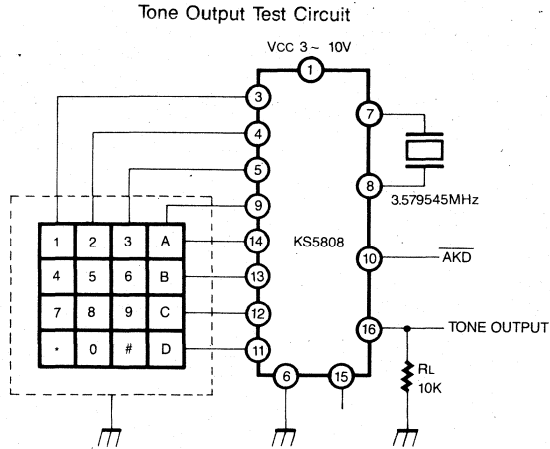 Tone Output Test Circuit
VCC 3 ~ 10V
1
3
7
4
5
8
3.579545MHz
9
14
KS5808
10
AKD
13
12
16
TONE OUTPUT
11
6
15
RL
10K
1 2 3 A
4 5 6 B
7 8 9 C
* 0 # D